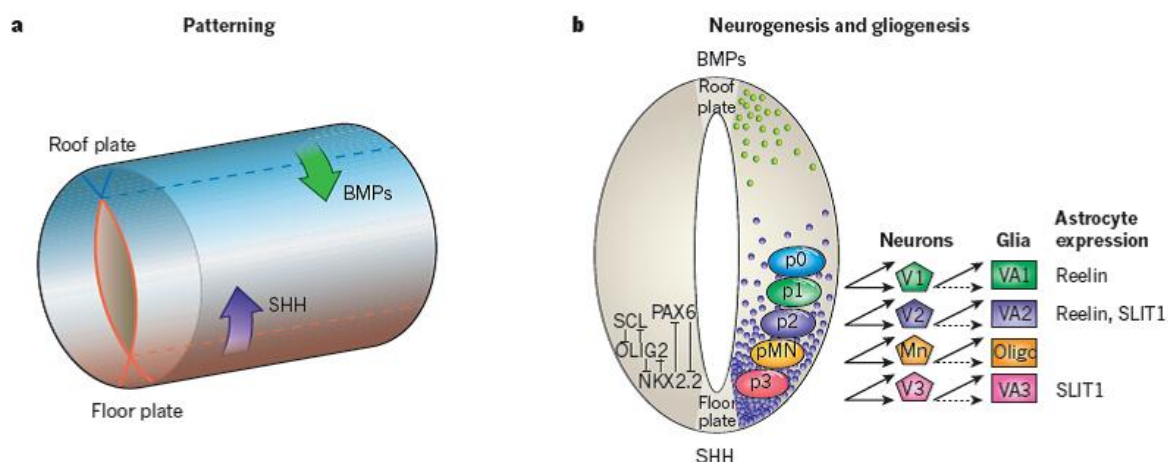 a
Patterning
Roof plate
BMPs
SHH
Floor plate
b
Neurogenesis and gliogenesis
BMPs
Roof
plate
p0
p1
p2
pMN
p3
PAX6
SCL
OLIG2
NKX2.2
Floor
plate
SHH
Neurons
Glia
Astrocyte
expression
V1
VA1
Reelin
V2
VA2
Reelin, SLIT1
Mn
Oligo
V3
VA3
SLIT1